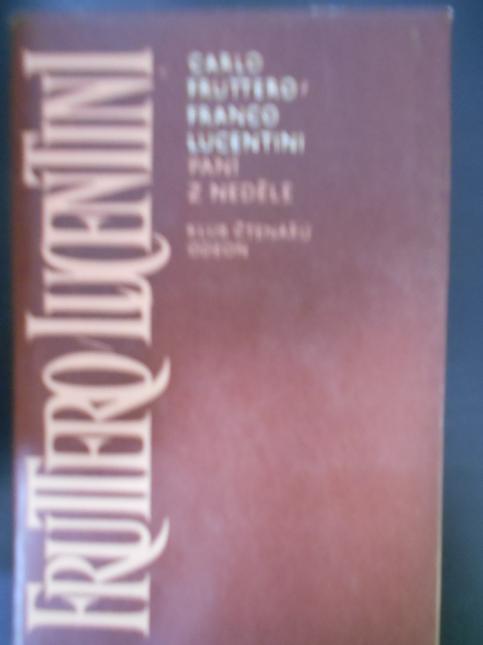 CARLO
FRUTTERO/
FRANCO
LUCENTINI
PANÍ
Z NEDĚLE
KLUB ČTENÁŘŮ
ODEON
FRUTTERO/LUCENTINI